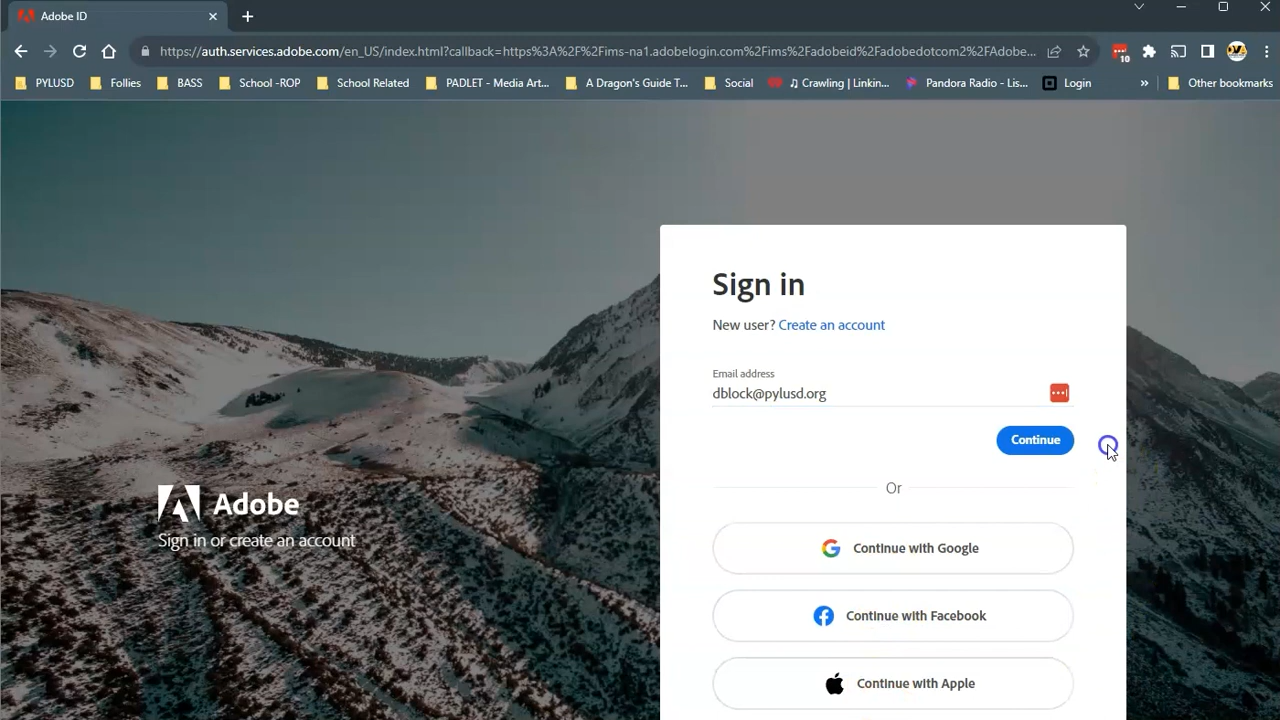 Adobe ID
https://auth.services.adobe.com/en_US/index.html?callback=https%3A%2F%2Fims-na1.adobelogin.com%2Fims%2Fadobeid%2Fadobedotcom2%2FAdobe...
10
PYLUSD
Follies
BASS
School -ROP
School Related
PADLET - Media Art...
A Dragon's Guide T...
Social
♫ Crawling | Linkin...
Pandora Radio - Lis...
Login
»
Other bookmarks
Sign in
New user? Create an account
Email address
dblock@pylusd.org
Continue
Or
Continue with Google
Continue with Facebook
Continue with Apple
Adobe
Sign in or create an account